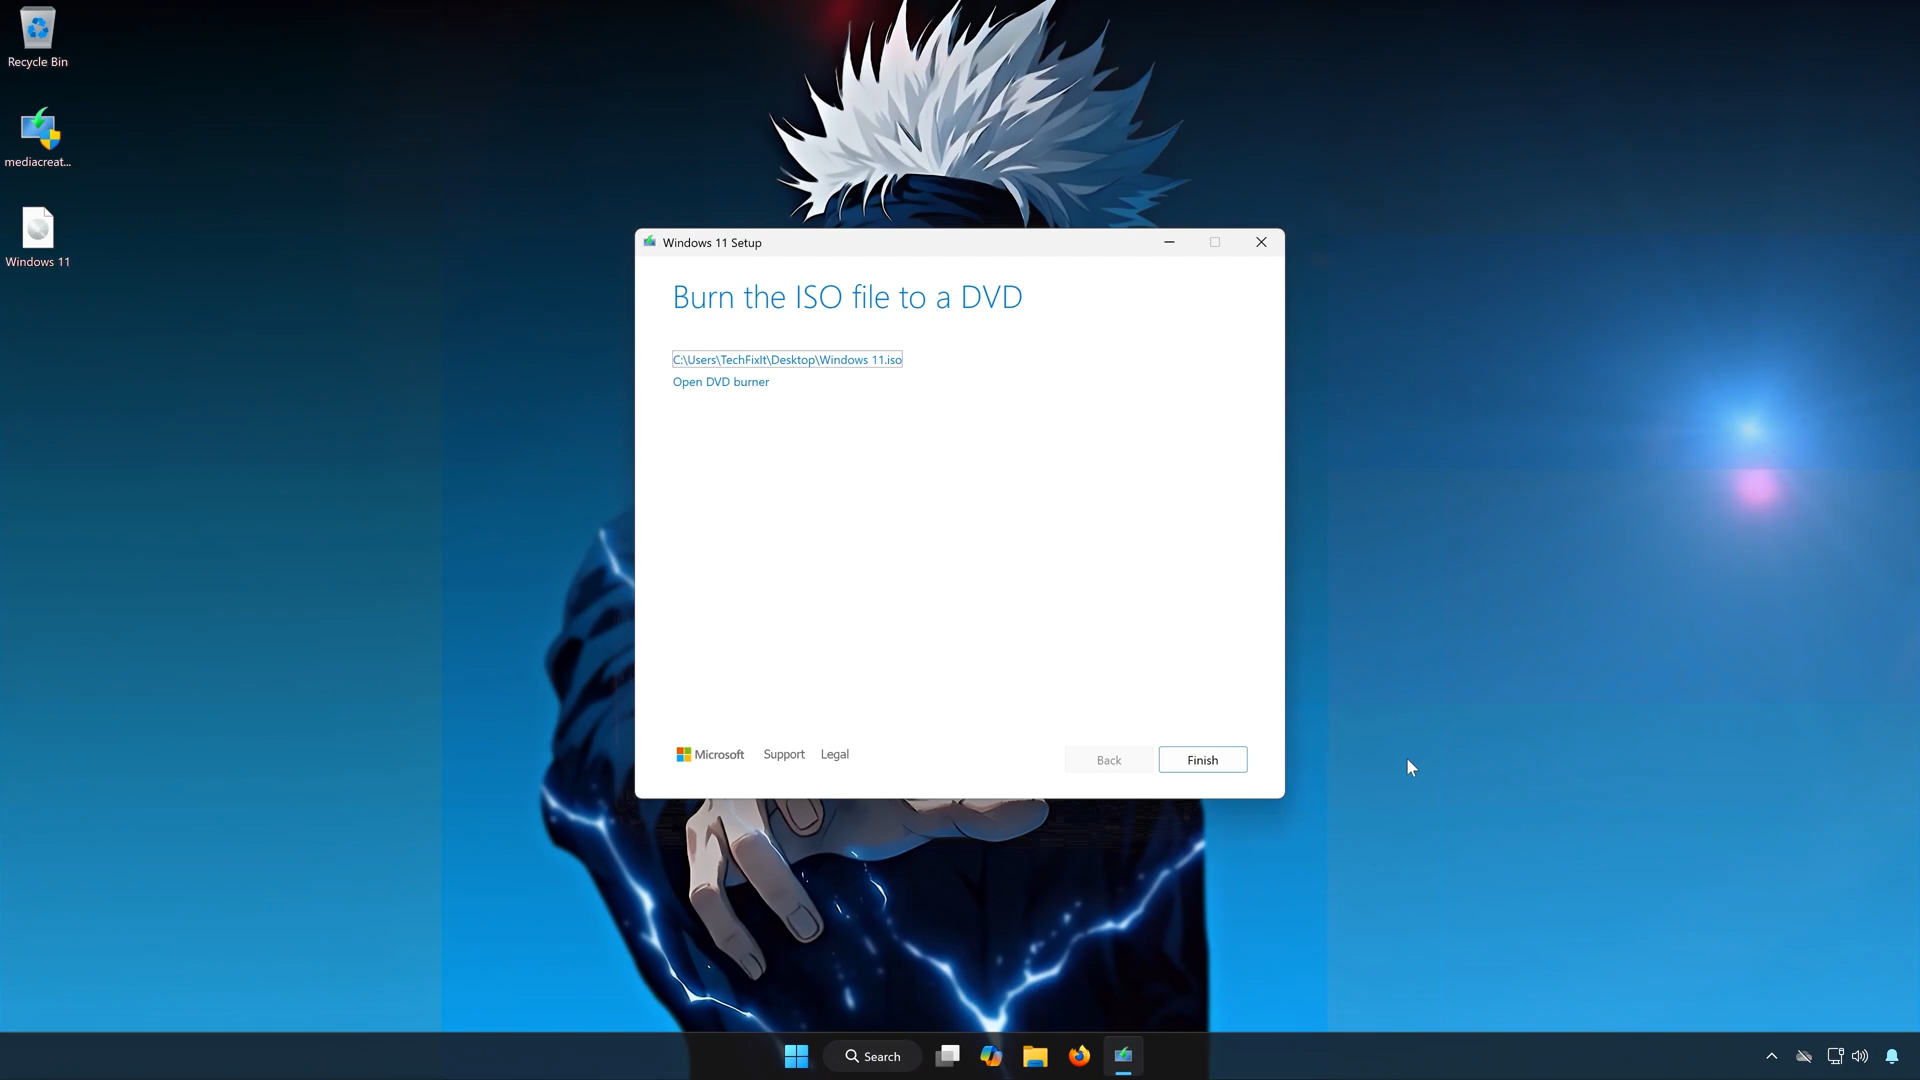 Recycle Bin
mediacreat...
Windows 11
Windows 11 Setup
Burn the ISO file to a DVD
C:\Users\TechFixIt\Desktop\Windows 11.iso
Open DVD burner
Microsoft Support Legal
Back Finish
Search